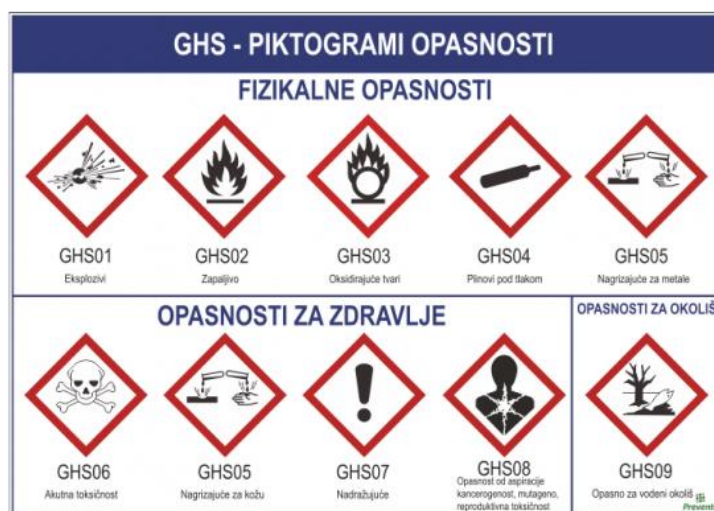 GHS - PIKTOGRAMI OPASNOSTI
FIZIKALNE OPASNOSTI
GHS01
Eksplozivi
GHS02
Zapaljivo
GHS03
Oksidirajuće tvari
GHS04
Plinovi pod tlakom
GHS05
Nagrizajuće za metale
OPASNOSTI ZA ZDRAVLJE
GHS06
Akutna toksičnost
GHS05
Nagrizajuće za kožu
GHS07
Nadražujuće
GHS08
Opasnost od aspiracije
kancerogenost, mutageno,
reproduktivna toksičnost
OPASNOSTI ZA OKOLIŠ
GHS09
Opasno za vodeni okoliš
Prevent